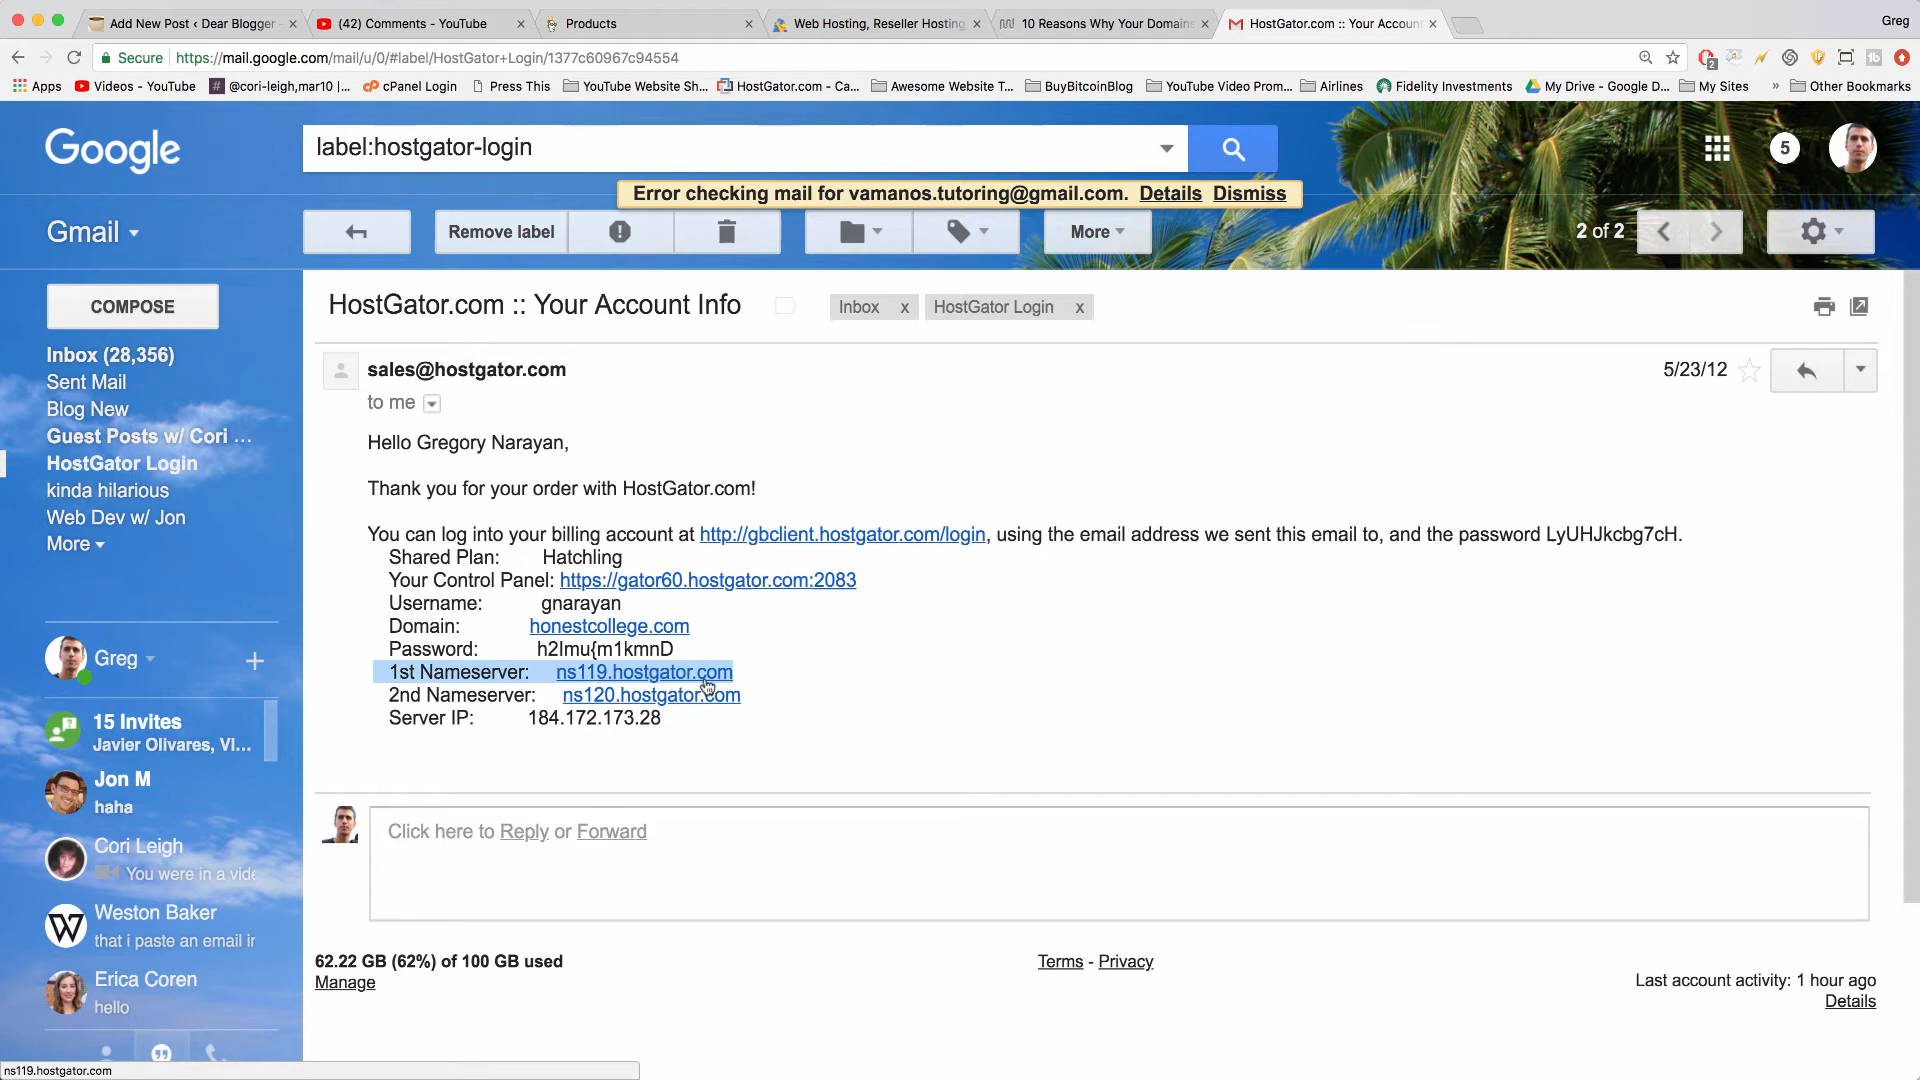 Add New Post ‹ Dear Blogger
(42) Comments - YouTube
Products
Web Hosting, Reseller Hosting
10 Reasons Why Your Domains
HostGator.com :: Your Account
Greg
Secure
https://mail.google.com/mail/u/0/#label/HostGator+Login/1377c60967c94554
2
Apps
Videos - YouTube
@cori-leigh,mar10 |...
cPanel Login
Press This
YouTube Website Sh...
HostGator.com - Ca...
Awesome Website T...
BuyBitcoinBlog
YouTube Video Prom...
Airlines
Fidelity Investments
My Drive - Google D...
My Sites
»
Other Bookmarks
Google
label:hostgator-login
5
Error checking mail for vamanos.tutoring@gmail.com. Details Dismiss
Gmail
Remove label
More
2 of 2
COMPOSE
HostGator.com :: Your Account Info
Inbox x
HostGator Login x
Inbox (28,356)
Sent Mail
Blog New
Guest Posts w/ Cori ...
HostGator Login
kinda hilarious
Web Dev w/ Jon
More
sales@hostgator.com
5/23/12
to me
Hello Gregory Narayan,
Thank you for your order with HostGator.com!
You can log into your billing account at http://gbclient.hostgator.com/login, using the email address we sent this email to, and the password LyUHJkcbg7cH.
Shared Plan: Hatchling
Your Control Panel: https://gator60.hostgator.com:2083
Username: gnarayan
Domain: honestcollege.com
Password: h2Imu{m1kmnD
1st Nameserver: ns119.hostgator.com
2nd Nameserver: ns120.hostgator.com
Server IP: 184.172.173.28
Greg
15 Invites
Javier Olivares, VI...
Jon M
haha
Cori Leigh
You were in a vide
Weston Baker
that i paste an email ir
Erica Coren
hello
Click here to Reply or Forward
62.22 GB (62%) of 100 GB used
Manage
Terms - Privacy
Last account activity: 1 hour ago
Details
ns119.hostgator.com